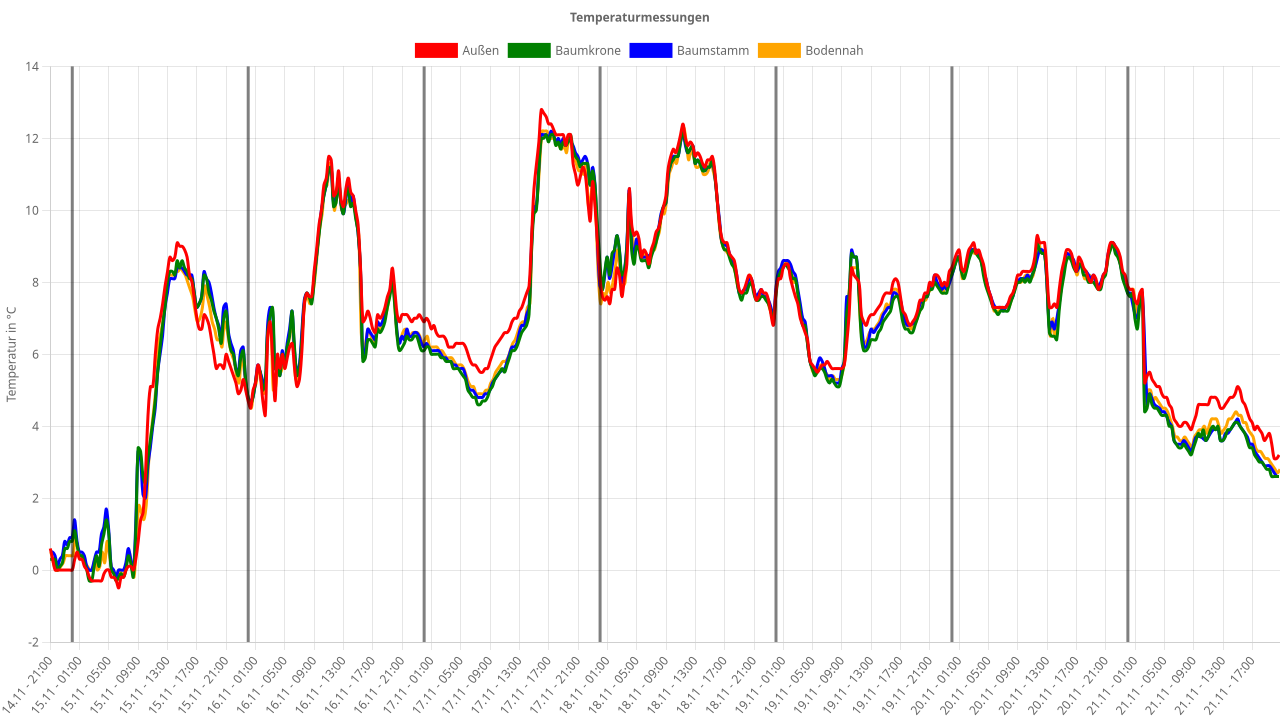 Temperaturmessungen
Außen Baumkrone Baumstamm Bodennah
Temperatur in °C
14
12
10
8
6
4
2
0
-2
14.11 - 21:00
15.11 - 01:00
15.11 - 05:00
15.11 - 09:00
15.11 - 13:00
15.11 - 17:00
15.11 - 21:00
16.11 - 01:00
16.11 - 05:00
16.11 - 09:00
16.11 - 13:00
16.11 - 17:00
16.11 - 21:00
17.11 - 01:00
17.11 - 05:00
17.11 - 09:00
17.11 - 13:00
17.11 - 17:00
17.11 - 21:00
18.11 - 01:00
18.11 - 05:00
18.11 - 09:00
18.11 - 13:00
18.11 - 17:00
18.11 - 21:00
19.11 - 01:00
19.11 - 05:00
19.11 - 09:00
19.11 - 13:00
19.11 - 17:00
19.11 - 21:00
20.11 - 01:00
20.11 - 05:00
20.11 - 09:00
20.11 - 13:00
20.11 - 17:00
20.11 - 21:00
21.11 - 01:00
21.11 - 05:00
21.11 - 09:00
21.11 - 13:00
21.11 - 17:00